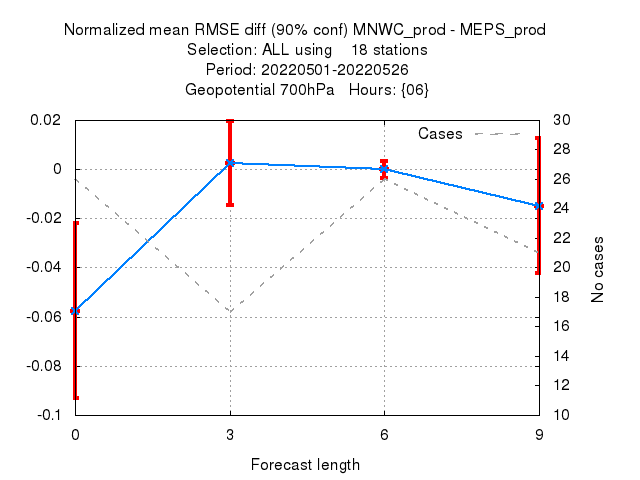 Normalized mean RMSE diff (90% conf) MNWC_prod - MEPS_prod
Selection: ALL using    18 stations
Period: 20220501-20220526
Geopotential 700hPa   Hours: {06}
Cases
0.02
0
-0.02
-0.04
-0.06
-0.08
-0.1
30
28
26
24
22
20
18
16
14
12
10
No cases
0 3 6 9
Forecast length